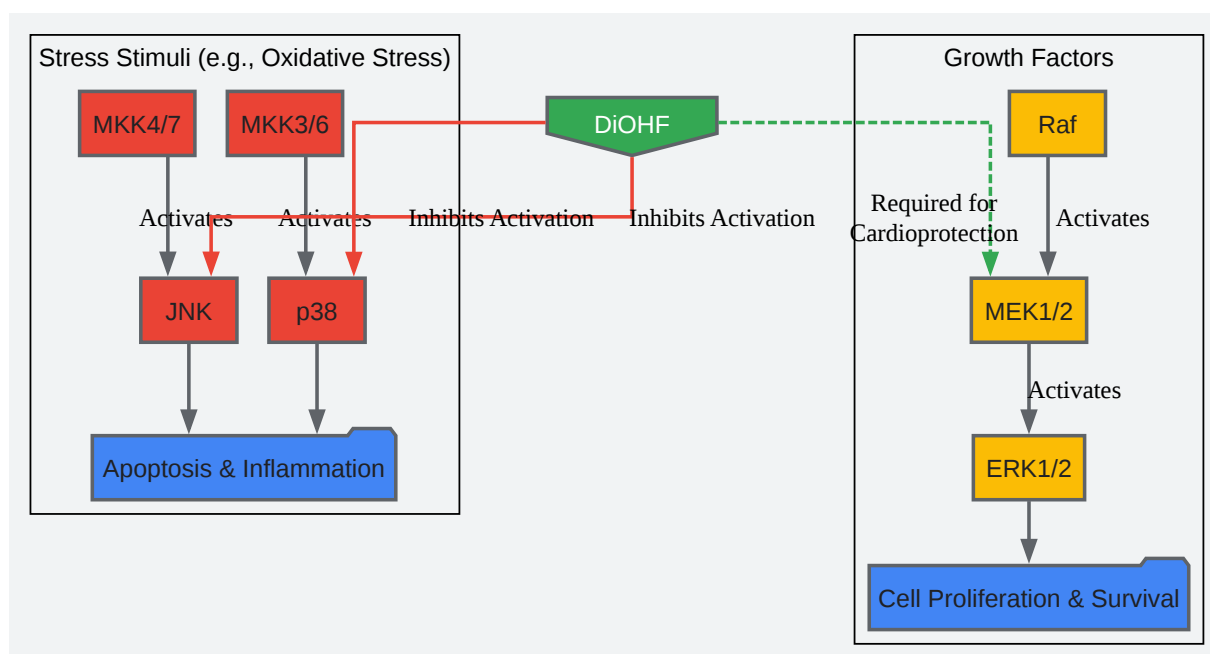 Stress Stimuli (e.g., Oxidative Stress)
Growth Factors
MKK4/7
MKK3/6
DiOHF
Raf
Activates
Activates
Inhibits Activation
Inhibits Activation
Required for
Cardioprotection
Activates
JNK
p38
MEK1/2
Activates
Apoptosis & Inflammation
ERK1/2
Cell Proliferation & Survival